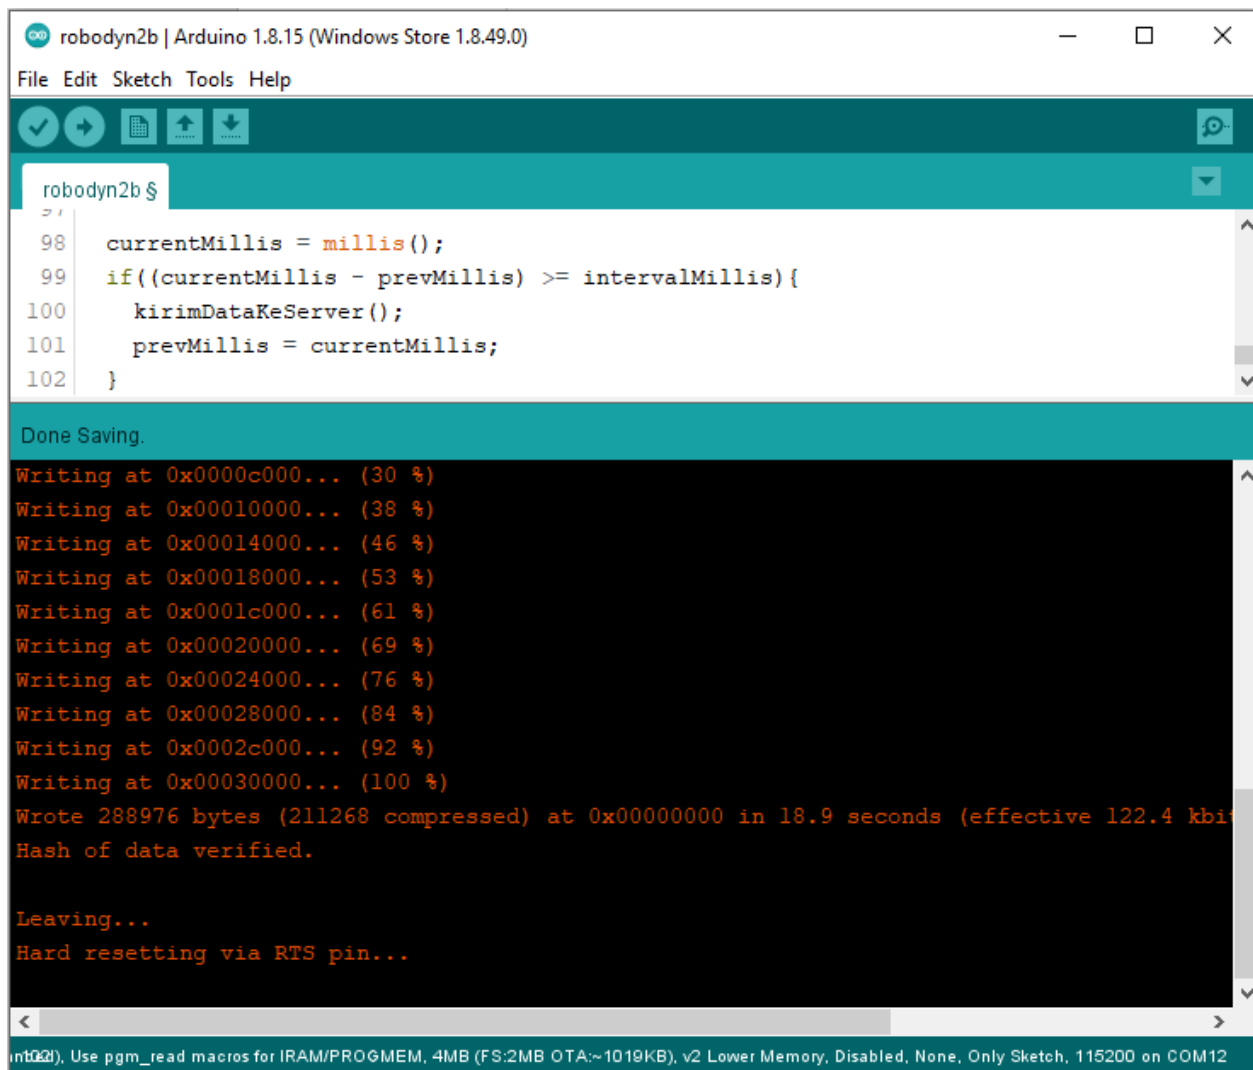 robodyn2b | Arduino 1.8.15 (Windows Store 1.8.49.0)
File Edit Sketch Tools Help
robodyn2b §
97
98 currentMillis = millis();
99 if((currentMillis - prevMillis) >= intervalMillis){
100 kirimDataKeServer();
101 prevMillis = currentMillis;
102 }
Done Saving.
Writing at 0x0000c000... (30 %)
Writing at 0x00010000... (38 %)
Writing at 0x00014000... (46 %)
Writing at 0x00018000... (53 %)
Writing at 0x0001c000... (61 %)
Writing at 0x00020000... (69 %)
Writing at 0x00024000... (76 %)
Writing at 0x00028000... (84 %)
Writing at 0x0002c000... (92 %)
Writing at 0x00030000... (100 %)
Wrote 288976 bytes (211268 compressed) at 0x00000000 in 18.9 seconds (effective 122.4 kbit
Hash of data verified.
Leaving...
Hard resetting via RTS pin...
Use pgm_read macros for IRAM/PROGMEM, 4MB (FS:2MB OTA:~1019KB), v2 Lower Memory, Disabled, None, Only Sketch, 115200 on COM12